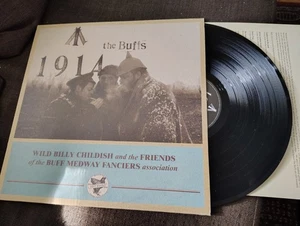 the Buffs
1914
WILD BILLY CHILDISH and the FRIENDS
of the BUFF MEDWAY FANCIERS association